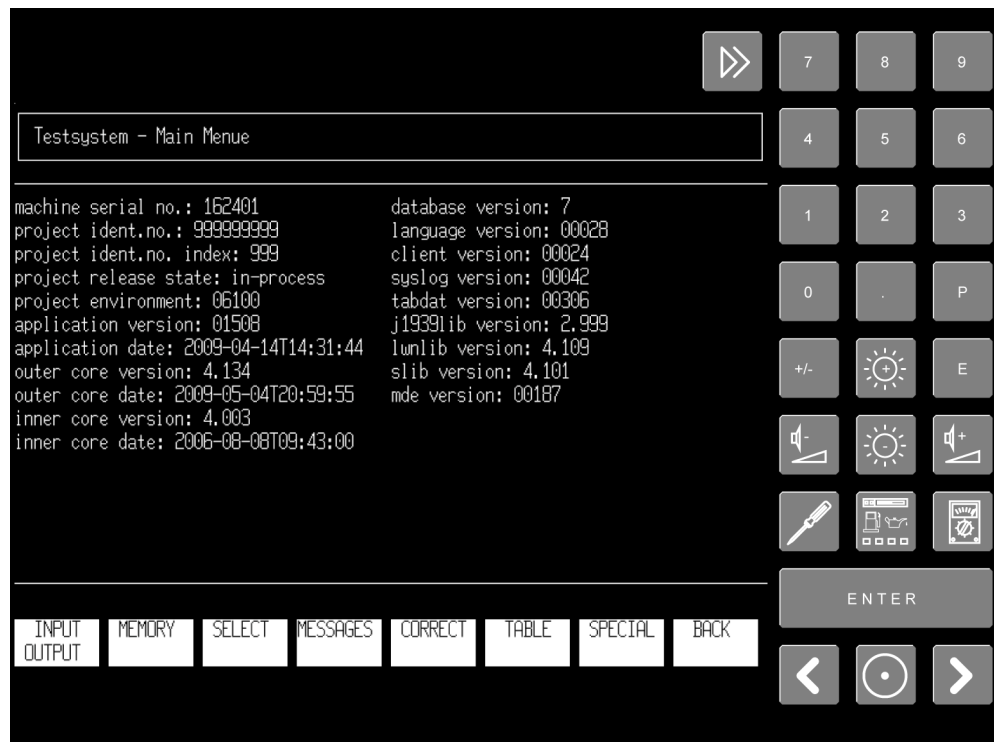 Testsystem - Main Menue
machine serial no.: 162401
project ident.no.: 999999999
project ident.no. index: 999
project release state: in-process
project environment: 06100
application version: 01508
application date: 2009-04-14T14:31:44
outer core version: 4.134
outer core date: 2009-05-04T20:59:55
inner core version: 4.003
inner core date: 2006-08-08T09:43:00
database version: 7
language version: 00028
client version: 00024
syslog version: 00042
tabdat version: 00306
j1939lib version: 2.999
lwnlib version: 4.109
slib version: 4.101
mde version: 00187
INPUT OUTPUT
MEMORY
SELECT
MESSAGES
CORRECT
TABLE
SPECIAL
BACK
7 8 9
4 5 6
1 2 3
0 . P
+/- + E
- - +
ENTER